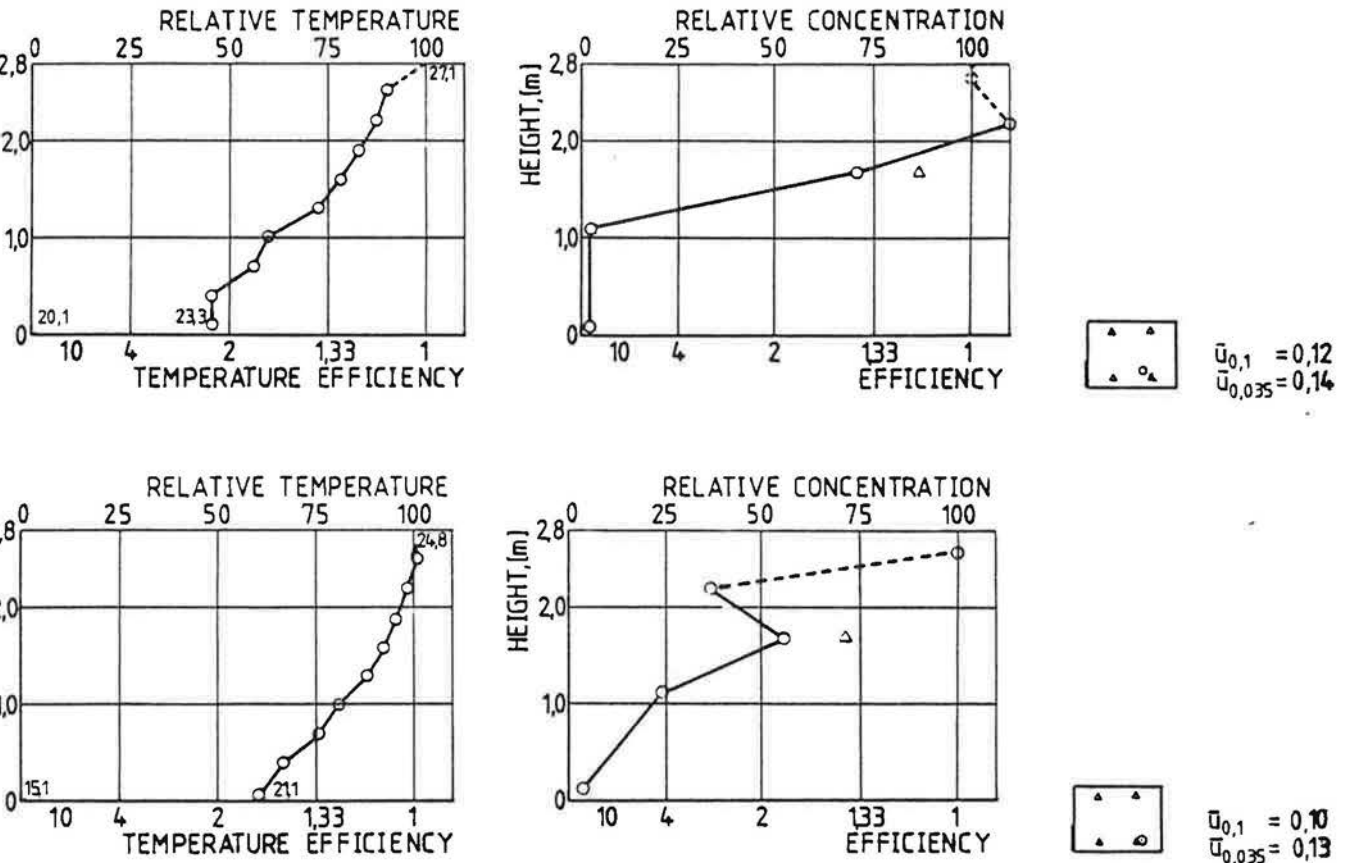 RELATIVE TEMPERATURE
0 25 50 75 100
2,8
2,0
1,0
0
27,1
20,1
23,3
10 4 2 1,33 1
TEMPERATURE EFFICIENCY
RELATIVE CONCENTRATION
0 25 50 75 100
HEIGHT, [m]
2,8
2,0
1,0
0
10 4 2 1,33 1
EFFICIENCY
ū0,1 = 0,12
ū0,035 = 0,14
RELATIVE TEMPERATURE
0 25 50 75 100
,8
2,0
1,0
0
24,8
15,1
21,1
10 4 2 1,33 1
TEMPERATURE EFFICIENCY
RELATIVE CONCENTRATION
0 25 50 75 100
HEIGHT, [m]
2,8
2,0
1,0
0
10 4 2 1,33 1
EFFICIENCY
ū0,1 = 0,10
ū0,035 = 0,13